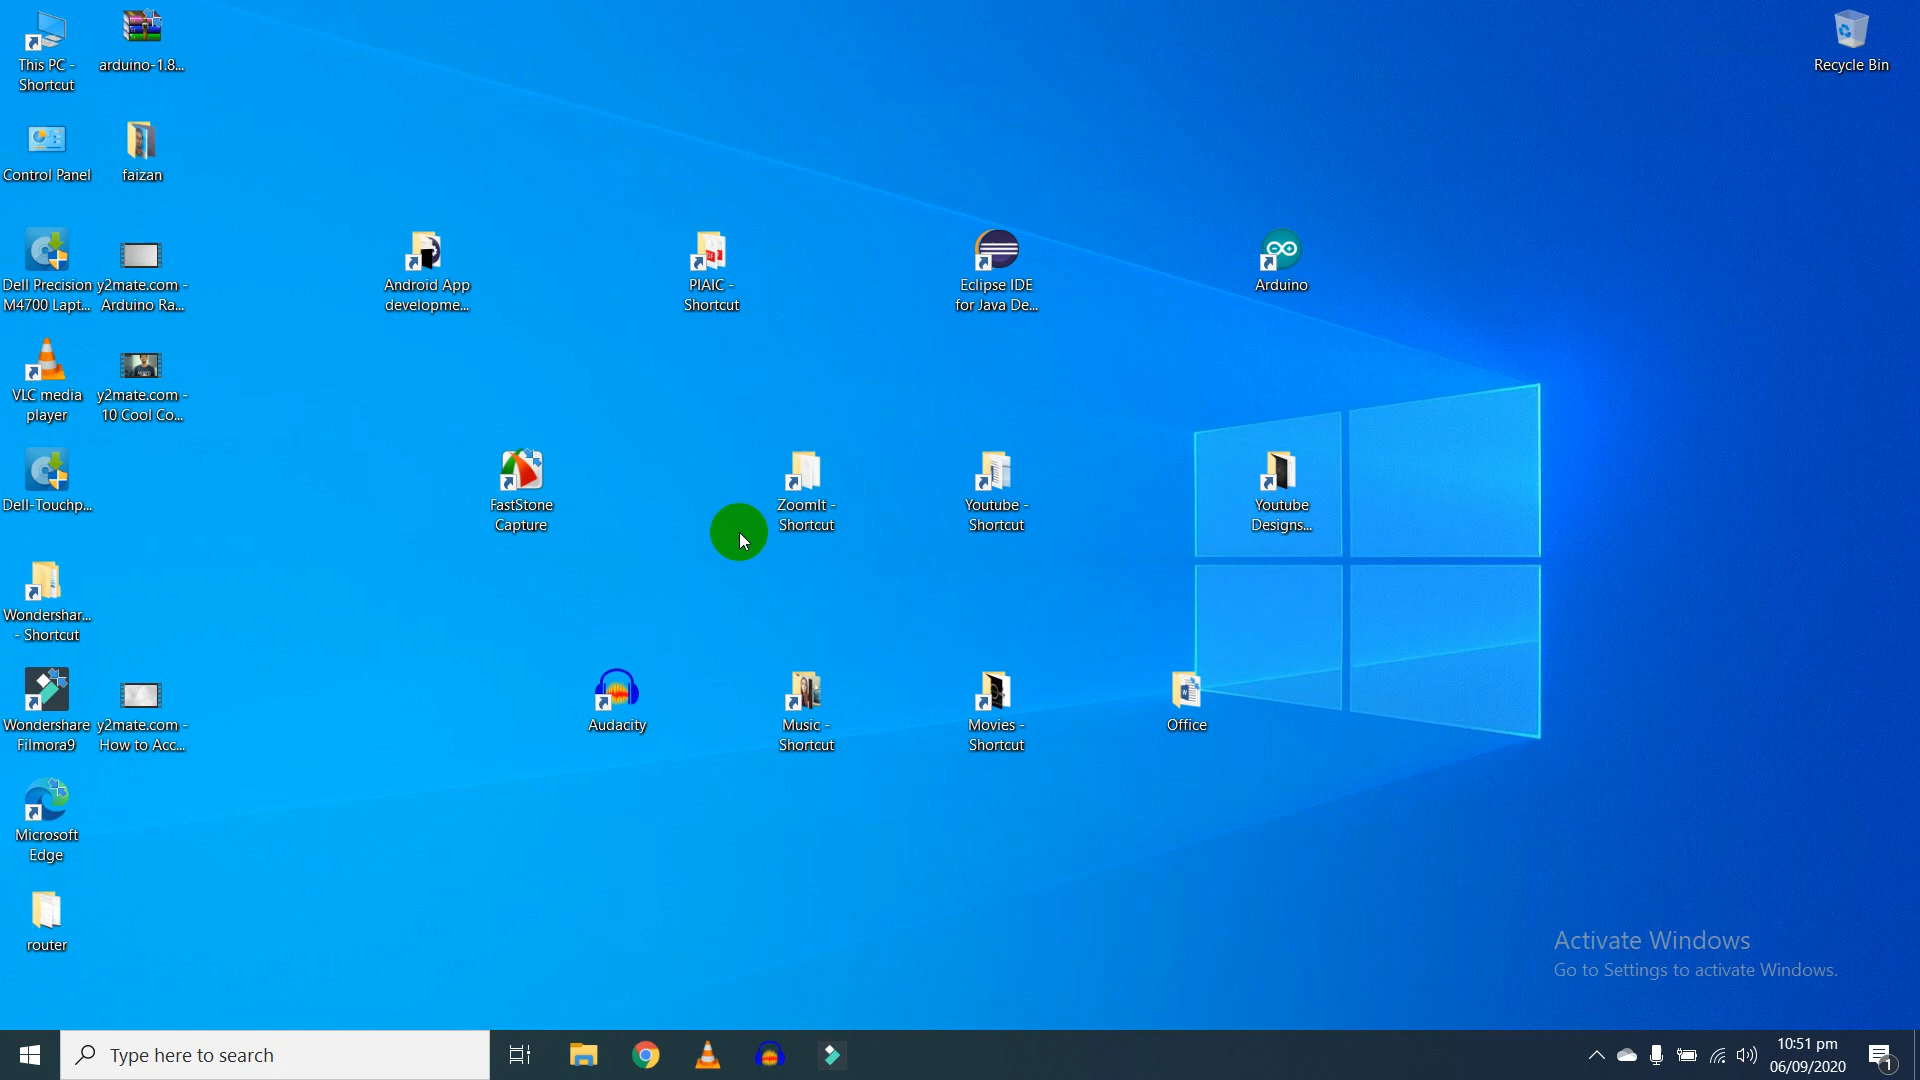 This PC -
Shortcut
arduino-1.8...
Recycle Bin
Control Panel
faizan
Dell Precision
M4700 Lapt...
y2mate.com -
Arduino Ra...
Android App
developme...
PIAIC -
Shortcut
Eclipse IDE
for Java De...
Arduino
VLC media
player
y2mate.com -
10 Cool Co...
Dell-Touchp...
FastStone
Capture
ZoomIt -
Shortcut
Youtube -
Shortcut
Youtube
Designs...
Wondershar...
- Shortcut
Wondershare
Filmora9
y2mate.com -
How to Acc...
Audacity
Music -
Shortcut
Movies -
Shortcut
Office
Microsoft
Edge
router
Activate Windows
Go to Settings to activate Windows.
Type here to search
10:51 pm
06/09/2020
1